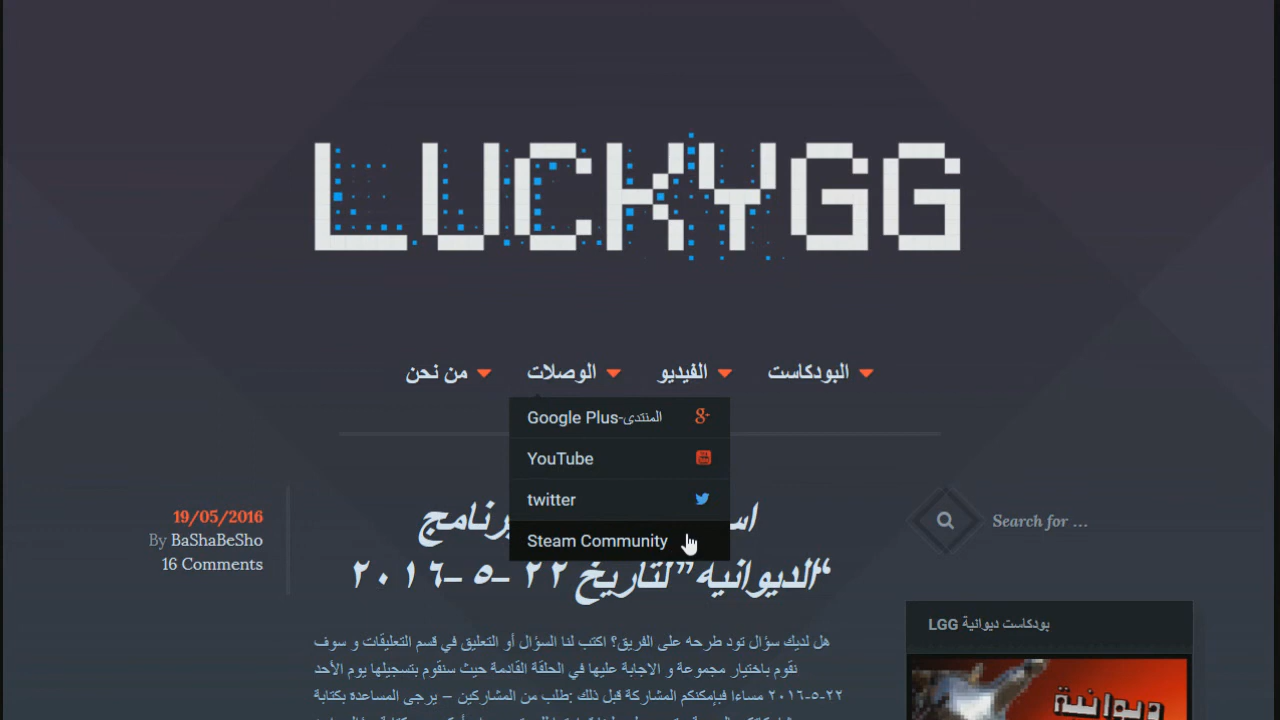 LUCKYGG
من نحن
الوصلات
الفيديو
البودكاست
Google Plus-المنتدى
YouTube
twitter
Steam Community
19/05/2016
By BaShaBeSho
16 Comments
“الديوانيه” لتاريخ ٢٢ -٥ -٢٠١٦
هل لديك سؤال تود طرحه على الفريق؟ اكتب لنا السؤال أو التعليق في قسم التعليقات و سوف
نقوم باختيار مجموعة و الاجابة عليها في الحلقة القادمة حيث سنقوم بتسجيلها يوم الأحد
٢٢-٥-٢٠١٦ مساءا فبإمكنكم المشاركة قبل ذلك :طلب من المشاركين – يرجى المساعدة بكتابة
Search for ...
بودكاست ديوانية LGG
ديوانية